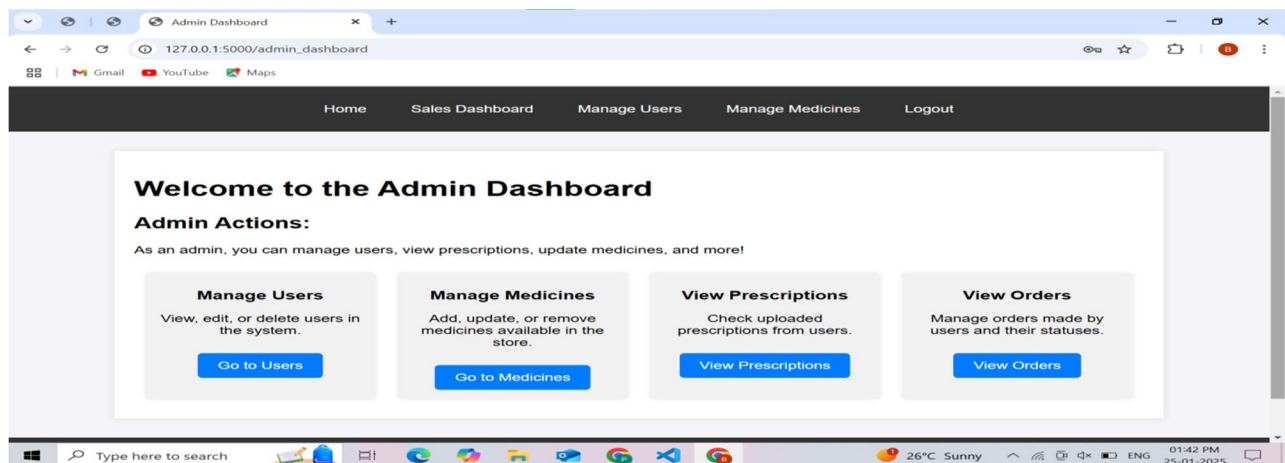 Admin Dashboard
127.0.0.1:5000/admin_dashboard
B
Gmail YouTube Maps
Home Sales Dashboard Manage Users Manage Medicines Logout
Welcome to the Admin Dashboard
Admin Actions:
As an admin, you can manage users, view prescriptions, update medicines, and more!
Manage Users
View, edit, or delete users in
the system.
Go to Users
Manage Medicines
Add, update, or remove
medicines available in the
store.
Go to Medicines
View Prescriptions
Check uploaded
prescriptions from users.
View Prescriptions
View Orders
Manage orders made by
users and their statuses.
View Orders
Type here to search
26°C Sunny
ENG
01:42 PM
25-01-2025